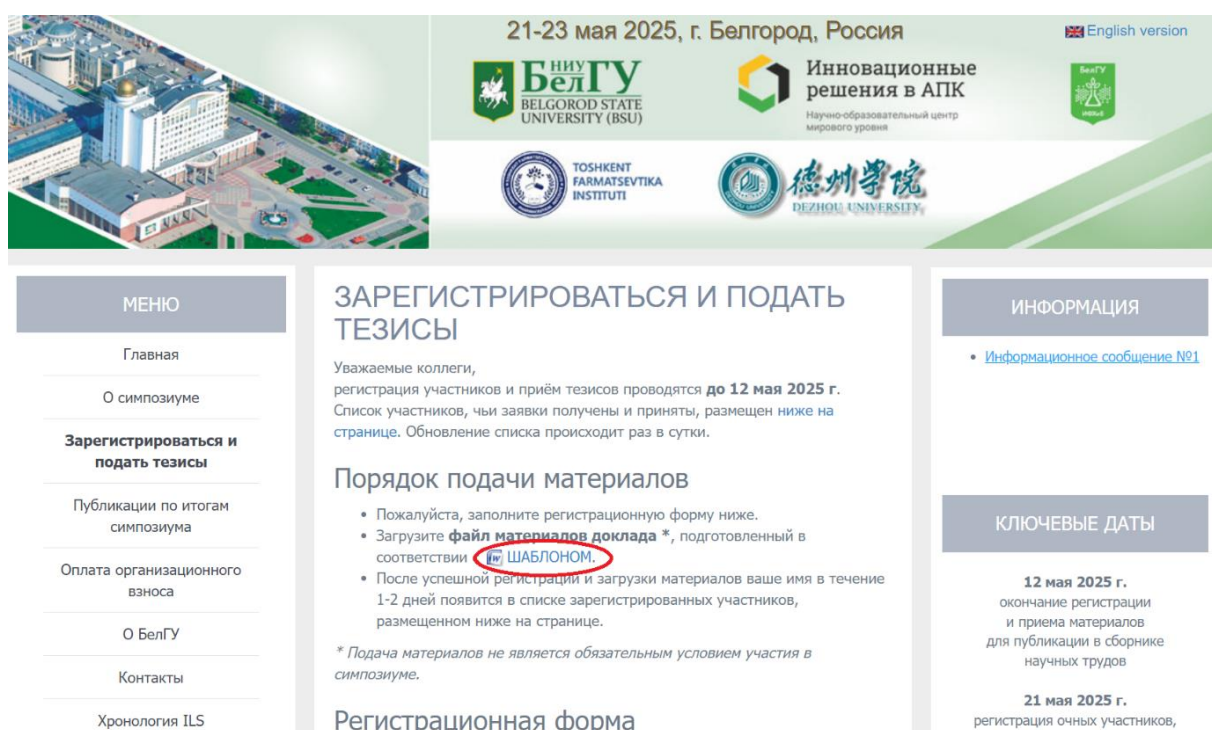 21-23 мая 2025, г. Белгород, Россия
English version
НИУ
БелГУ
BELGOROD STATE
UNIVERSITY (BSU)
Инновационные
решения в АПК
Научно-образовательный центр
мирового уровня
БелГУ
TOSHKENT
FARMATSEVTIKA
INSTITUTI
德州学院
DEZHOU UNIVERSITY
МЕНЮ
Главная
О симпозиуме
Зарегистрироваться и
подать тезисы
Публикации по итогам
симпозиума
Оплата организационного
взноса
О БелГУ
Контакты
Хронология ILS
ЗАРЕГИСТРИРОВАТЬСЯ И ПОДАТЬ
ТЕЗИСЫ
Уважаемые коллеги,
регистрация участников и приём тезисов проводятся до 12 мая 2025 г.
Список участников, чьи заявки получены и приняты, размещен ниже на
странице. Обновление списка происходит раз в сутки.
Порядок подачи материалов
• Пожалуйста, заполните регистрационную форму ниже.
• Загрузите файл материалов доклада *, подготовленный в
соответствии ШАБЛОНОМ.
• После успешной регистрации и загрузки материалов ваше имя в течение
1-2 дней появится в списке зарегистрированных участников,
размещенном ниже на странице.
* Подача материалов не является обязательным условием участия в
симпозиуме.
Регистрационная форма
ИНФОРМАЦИЯ
• Информационное сообщение №1
КЛЮЧЕВЫЕ ДАТЫ
12 мая 2025 г.
окончание регистрации
и приема материалов
для публикации в сборнике
научных трудов
21 мая 2025 г.
регистрация очных участников,